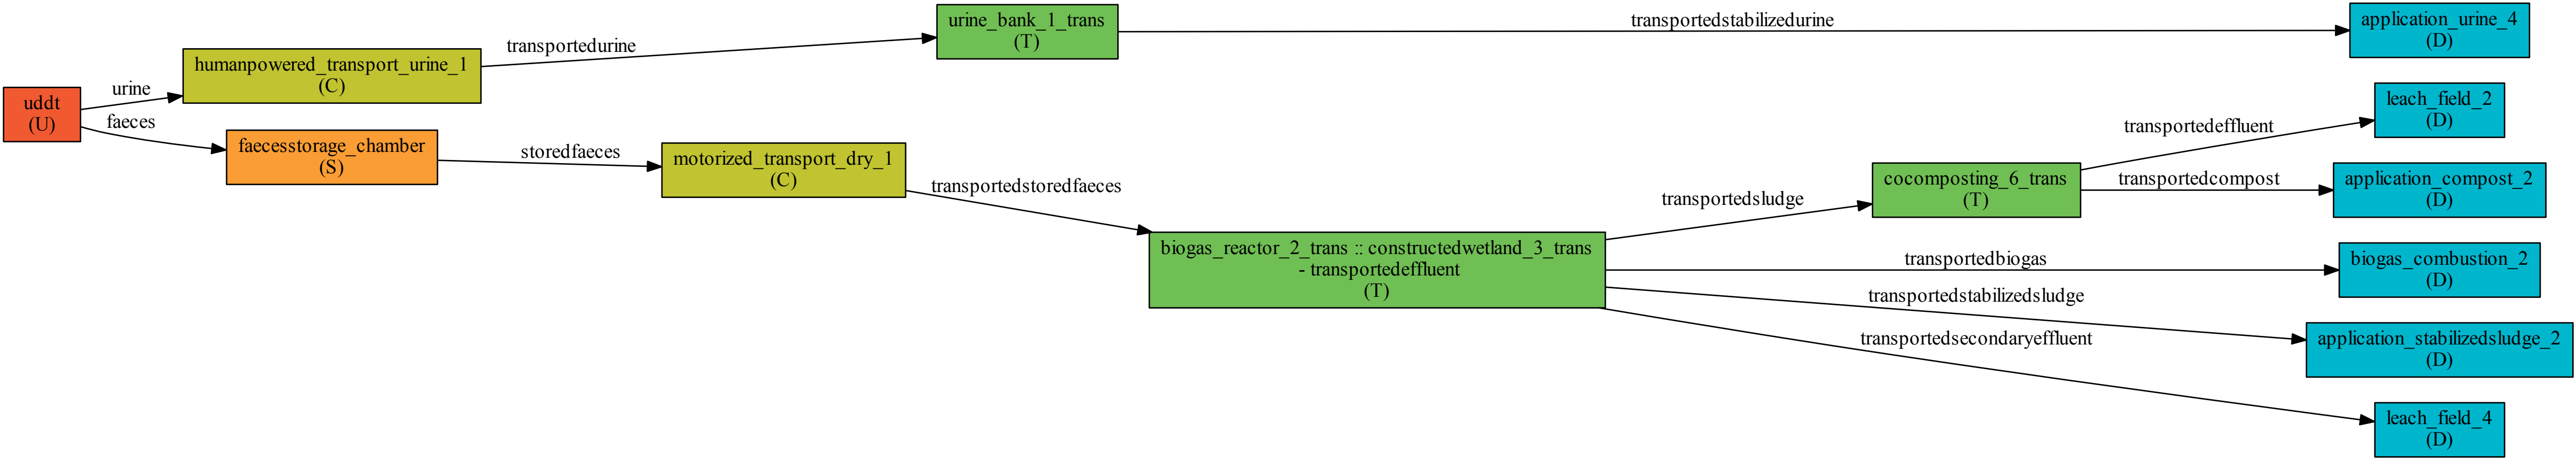 uddt
(U)
urine
faeces
humanpowered_transport_urine_1
(C)
faecesstorage_chamber
(S)
transportedurine
storedfaeces
motorized_transport_dry_1
(C)
urine_bank_1_trans
(T)
transportedstoredfaeces
biogas_reactor_2_trans :: constructedwetland_3_trans
- transportedeffluent
(T)
transportedstabilizedurine
transportedsludge
cocomposting_6_trans
(T)
transportedeffluent
transportedcompost
transportedbiogas
transportedstabilizedsludge
transportedsecondaryeffluent
application_urine_4
(D)
leach_field_2
(D)
application_compost_2
(D)
biogas_combustion_2
(D)
application_stabilizedsludge_2
(D)
leach_field_4
(D)